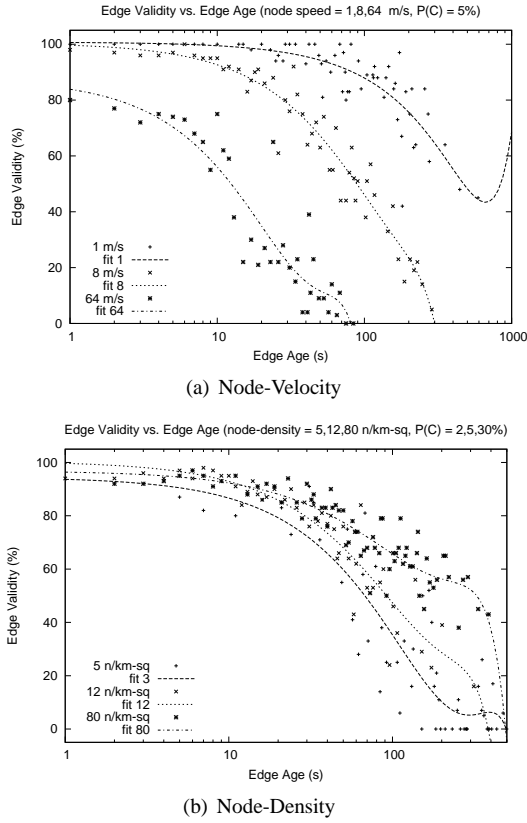 Edge Validity vs. Edge Age (node speed = 1,8,64 m/s, P(C) = 5%)
Edge Validity (%)
100
80
60
40
20
0
1 m/s
fit 1
8 m/s
fit 8
64 m/s
fit 64
1 10 100 1000
Edge Age (s)
(a) Node-Velocity
Edge Validity vs. Edge Age (node-density = 5,12,80 n/km-sq, P(C) = 2,5,30%)
Edge Validity (%)
100
80
60
40
20
0
5 n/km-sq
fit 3
12 n/km-sq
fit 12
80 n/km-sq
fit 80
1 10 100
Edge Age (s)
(b) Node-Density